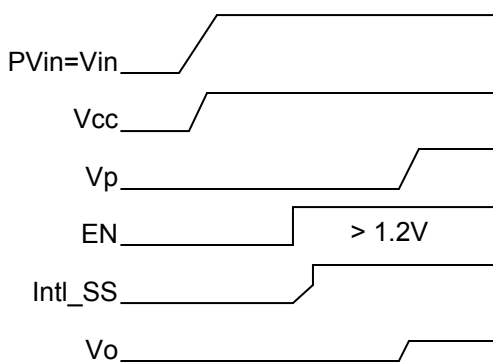 PVin=Vin
Vcc
Vp
EN
> 1.2V
Intl_SS
Vo